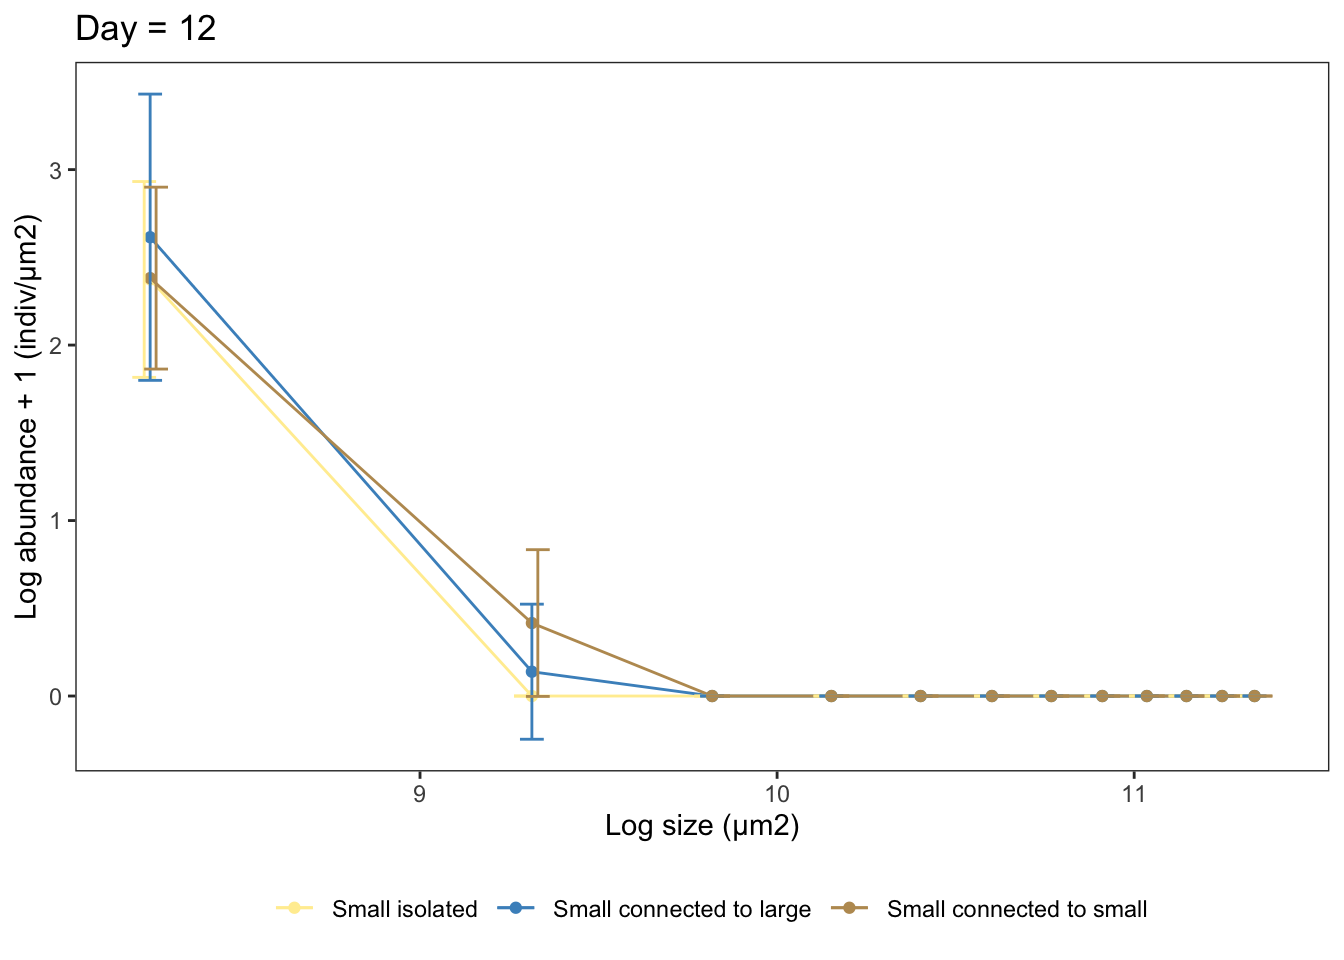 Day = 12
Log abundance + 1 (indiv/µm2)
3
2
1
0
9
10
11
Log size (µm2)
Small isolated
Small connected to large
Small connected to small